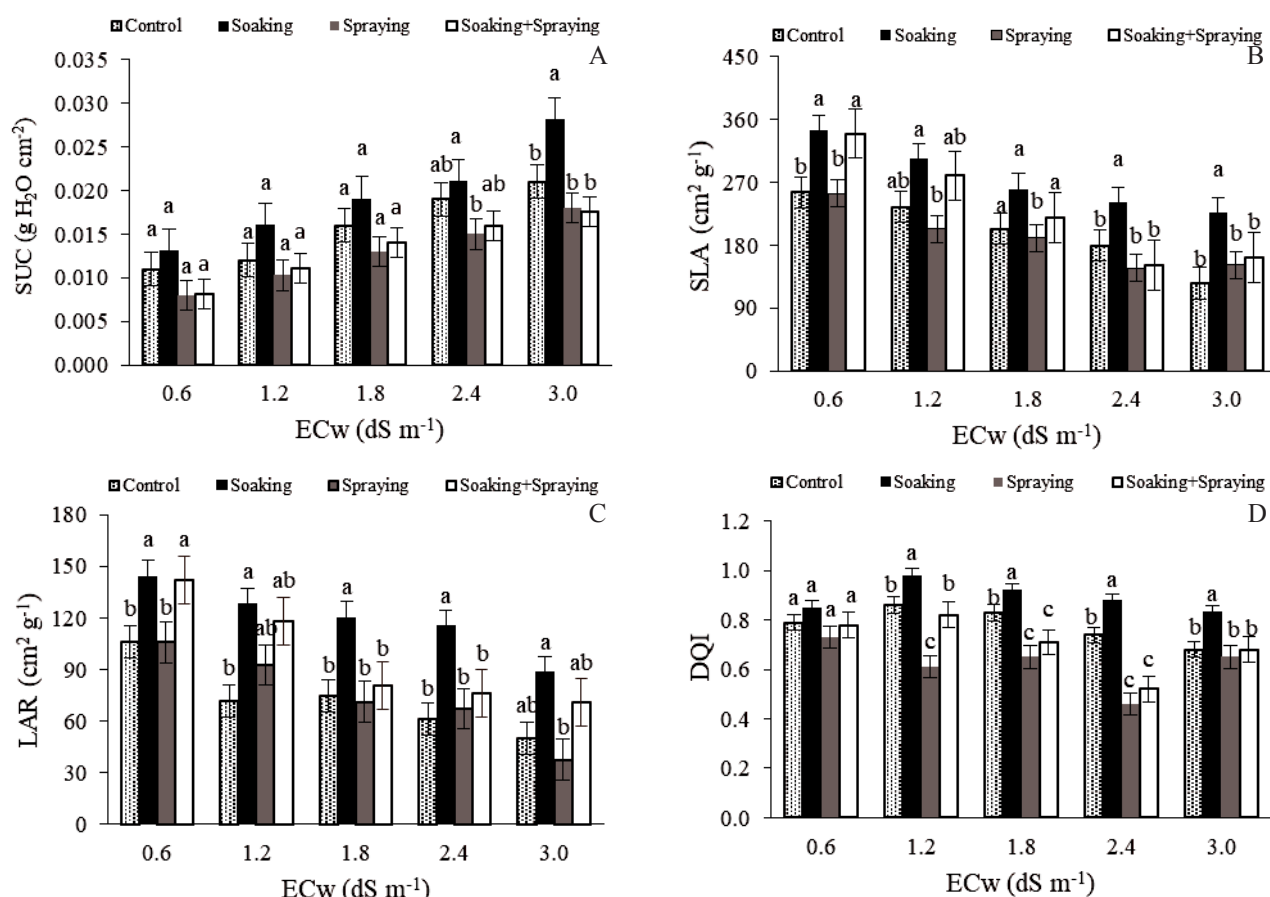 Control Soaking Spraying Soaking+Spraying
A
SUC (g H₂O cm⁻²)
0.035
0.030
0.025
0.020
0.015
0.010
0.005
0.000
a a a a
a a a a
a a a a
ab a b ab
b a b b
0.6 1.2 1.8 2.4 3.0
ECw (dS m⁻¹)
Control Soaking Spraying Soaking+Spraying
B
SLA (cm² g⁻¹)
450
360
270
180
90
0
b a b a
ab a b ab
a a b a
b a b b
b a b b
0.6 1.2 1.8 2.4 3.0
ECw (dS m⁻¹)
Control Soaking Spraying Soaking+Spraying
C
LAR (cm² g⁻¹)
180
150
120
90
60
30
0
b a b a
b a ab ab
b a b b
b a b b
ab a b ab
0.6 1.2 1.8 2.4 3.0
ECw (dS m⁻¹)
Control Soaking Spraying Soaking+Spraying
D
DQI
1.2
1.0
0.8
0.6
0.4
0.2
0.0
a a a a
b a c b
b a c c
b a c c
b a b b
0.6 1.2 1.8 2.4 3.0
ECw (dS m⁻¹)